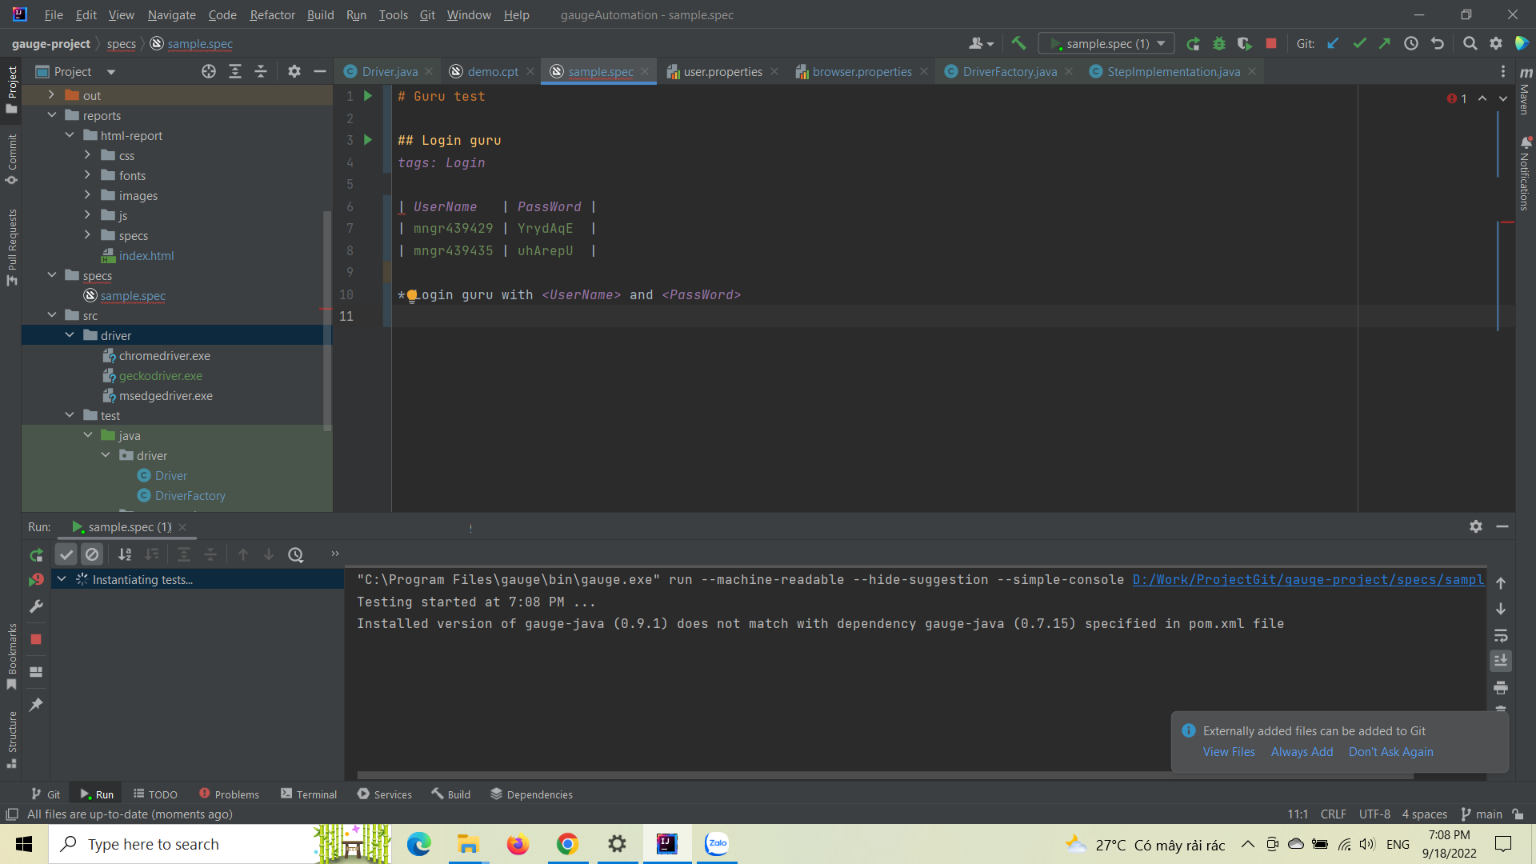 File Edit View Navigate Code Refactor Build Run Tools Git Window Help gaugeAutomation - sample.spec
gauge-project specs sample.spec sample.spec (1) Git:
Project Driver.java demo.cpt sample.spec user.properties browser.properties DriverFactory.java StepImplementation.java
out
reports
html-report
css
fonts
images
js
specs
index.html
specs
sample.spec
src
driver
chromedriver.exe
geckodriver.exe
msedgedriver.exe
test
java
driver
Driver
DriverFactory
1 # Guru test
2
3 ## Login guru
4 tags: Login
5
6 | UserName | PassWord |
7 | mngr439429 | YrydAqE |
8 | mngr439435 | uhArepU |
9
10 * Login guru with <UserName> and <PassWord>
11
1
Project
Commit
Pull Requests
Bookmarks
Structure
Maven
Notifications
Run: sample.spec (1)
Instantiating tests...
"C:\Program Files\gauge\bin\gauge.exe" run --machine-readable --hide-suggestion --simple-console D:/Work/ProjectGit/gauge-project/specs/sampl
Testing started at 7:08 PM ...
Installed version of gauge-java (0.9.1) does not match with dependency gauge-java (0.7.15) specified in pom.xml file
Externally added files can be added to Git
View Files Always Add Don't Ask Again
Git Run TODO Problems Terminal Services Build Dependencies
All files are up-to-date (moments ago) 11:1 CRLF UTF-8 4 spaces main
Type here to search Zalo 27°C Có mây rải rác ENG 7:08 PM
9/18/2022